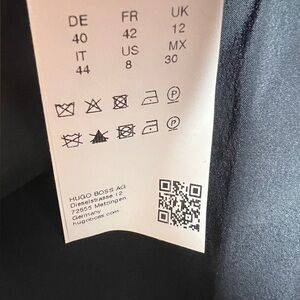 DE FR UK
40 42 12
IT US MX
44 8 30
P
P
HUGO BOSS AG
Dieselstrasse 12
72555 Metzingen
Germany
hugoboss.com